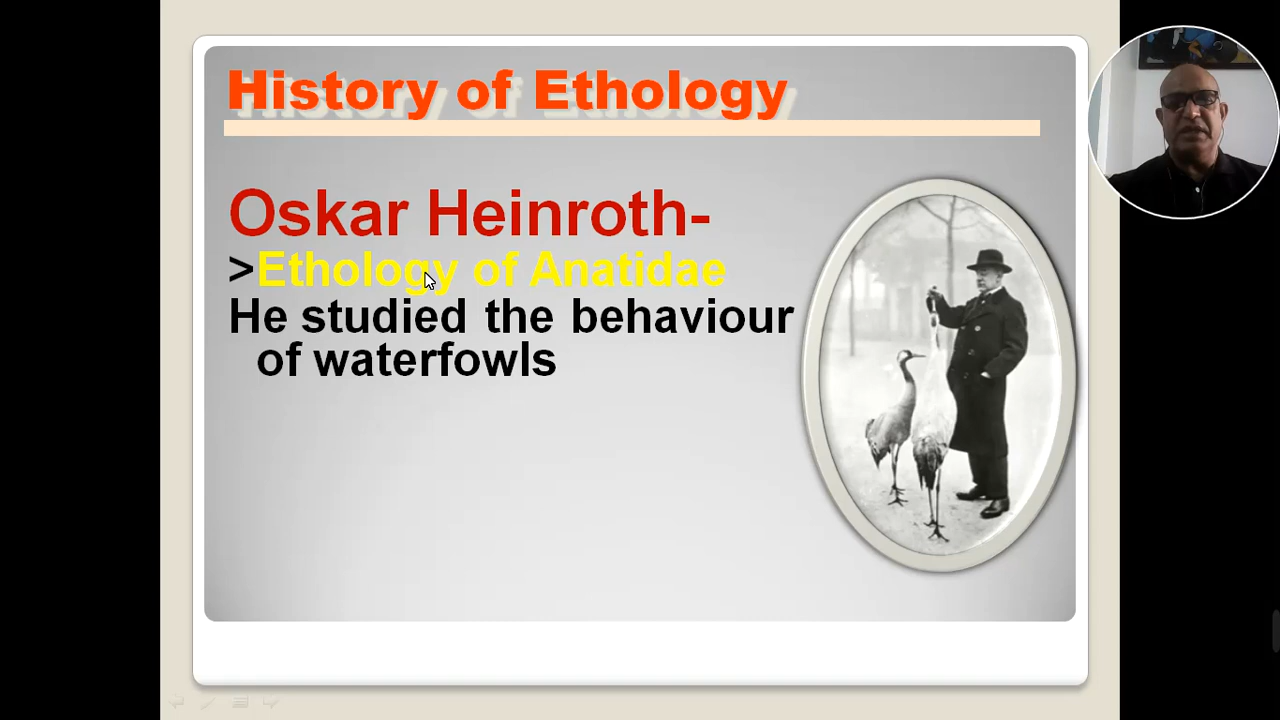 History of Ethology
Oskar Heinroth-
>Ethology of Anatidae
He studied the behaviour
of waterfowls